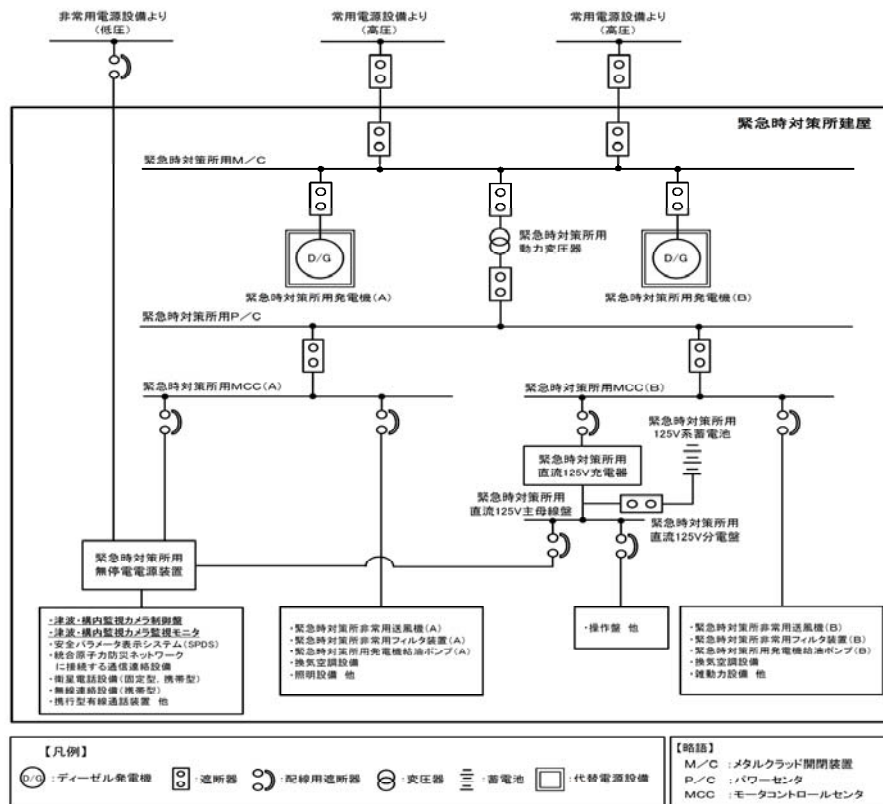 非常用電源設備より
(低圧)
常用電源設備より
(高圧)
常用電源設備より
(高圧)
緊急時対策所建屋
緊急時対策所用M/C
D/G
緊急時対策所用発電機(A)
緊急時対策所用
動力変圧器
D/G
緊急時対策所用発電機(B)
緊急時対策所用P/C
緊急時対策所用MCC(A)
緊急時対策所用MCC(B)
緊急時対策所用
125V系蓄電池
緊急時対策所用
直流125V充電器
緊急時対策所用
直流125V主母線盤
緊急時対策所用
直流125V分電盤
緊急時対策所用
無停電電源装置
・津波・構内監視カメラ制御盤
・津波・構内監視カメラ監視モニタ
・安全パラメータ表示システム(SPDS)
・統合原子力防災ネットワーク
に接続する通信連絡設備
・衛星電話設備(固定型,携帯型)
・無線連絡設備(携帯型)
・携行型有線通話装置 他
・緊急時対策所非常用送風機(A)
・緊急時対策所非常用フィルタ装置(A)
・緊急時対策所用発電機給油ポンプ(A)
・換気空調設備
・照明設備 他
・操作盤 他
・緊急時対策所非常用送風機(B)
・緊急時対策所非常用フィルタ装置(B)
・緊急時対策所用発電機給油ポンプ(B)
・換気空調設備
・雑動力設備 他
【凡例】
D/G :ディーゼル発電機 :遮断器 :配線用遮断器 :変圧器 :蓄電池 :代替電源設備
【略語】
M/C :メタルクラッド開閉装置
P/C :パワーセンタ
MCC :モータコントロールセンタ